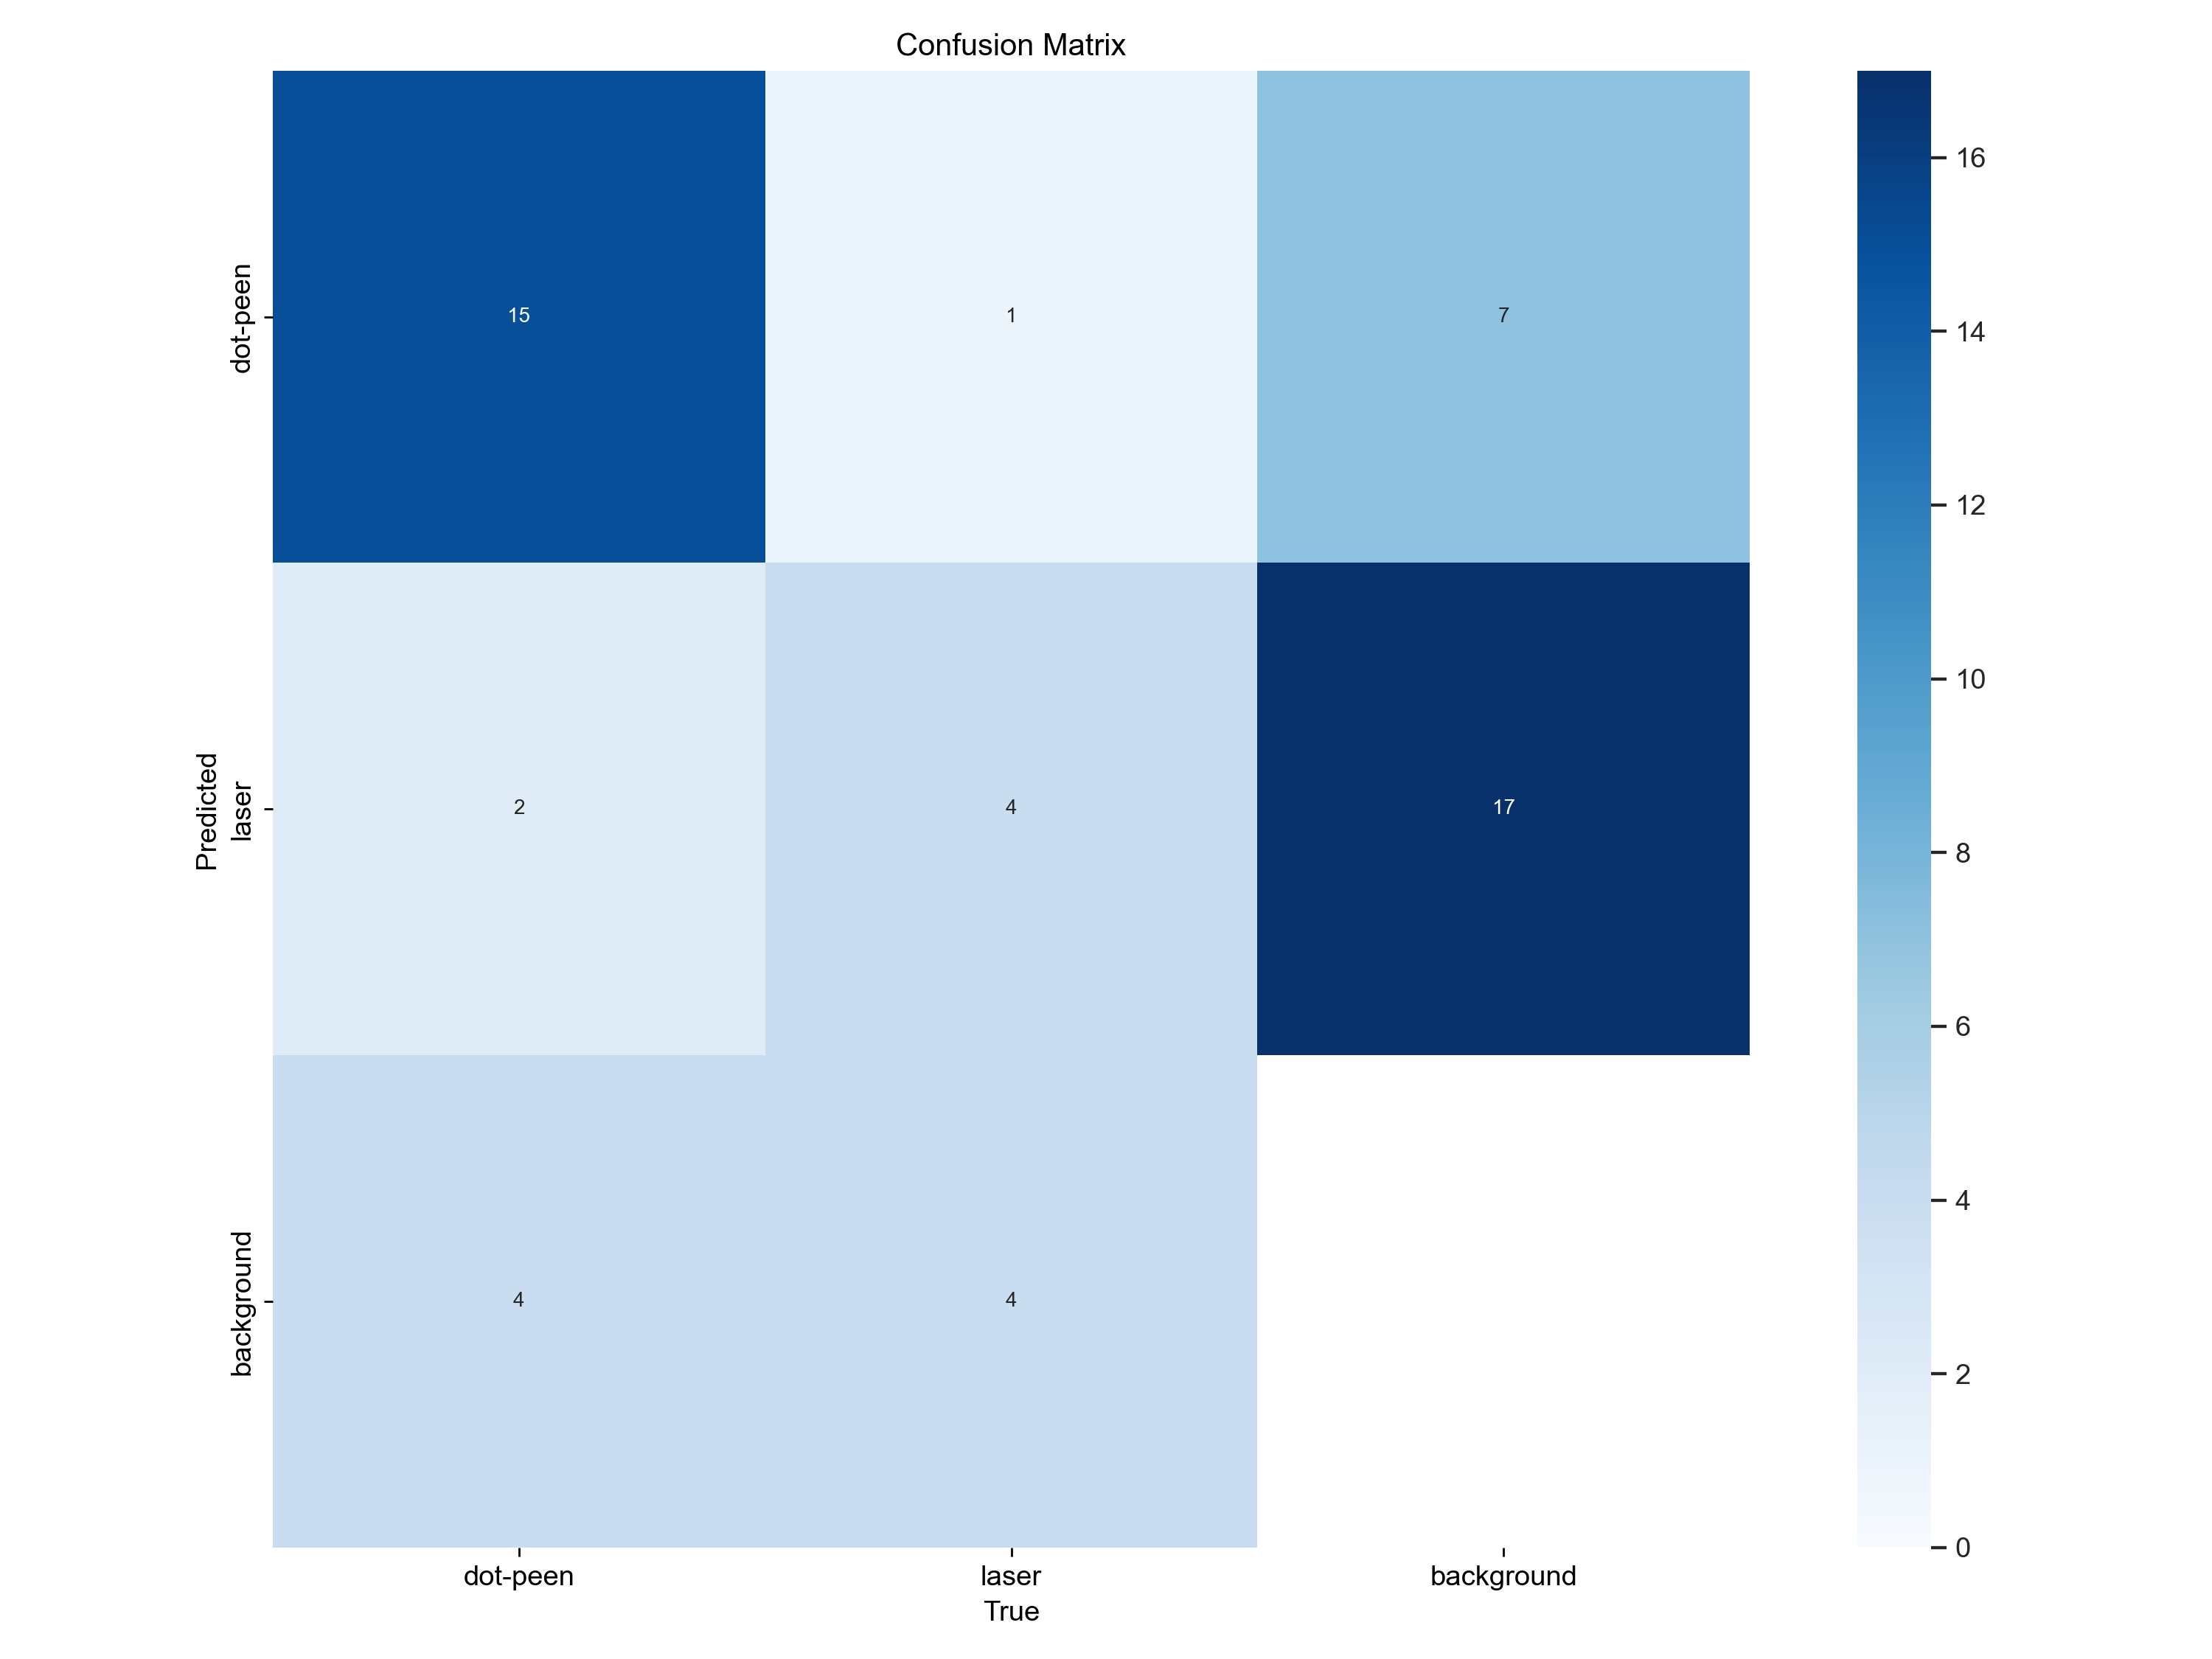 Confusion Matrix
dot-peen
15
1
7
Predicted
laser
2
4
17
background
4
4
dot-peen
laser
background
True
16
14
12
10
8
6
4
2
0